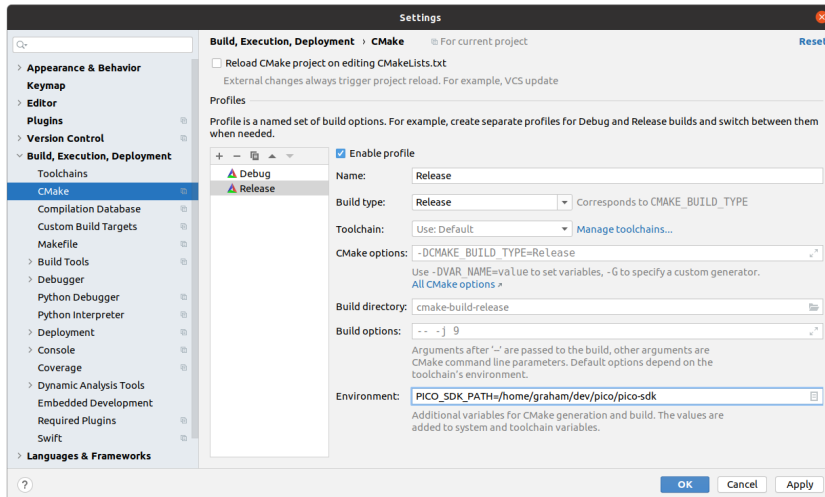 Settings
Build, Execution, Deployment › CMake For current project Reset
Reload CMake project on editing CMakeLists.txt
External changes always trigger project reload. For example, VCS update
Profiles
Profile is a named set of build options. For example, create separate profiles for Debug and Release builds and switch between them
when needed.
Appearance & Behavior
Keymap
Editor
Plugins
Version Control
Build, Execution, Deployment
Toolchains
CMake
Compilation Database
Custom Build Targets
Makefile
Build Tools
Debugger
Python Debugger
Python Interpreter
Deployment
Console
Coverage
Dynamic Analysis Tools
Embedded Development
Required Plugins
Swift
Languages & Frameworks
Debug
Release
Enable profile
Name: Release
Build type: Release Corresponds to CMAKE_BUILD_TYPE
Toolchain: Use: Default Manage toolchains...
CMake options: -DCMAKE_BUILD_TYPE=Release
Use -DVAR_NAME=value to set variables, -G to specify a custom generator.
All CMake options ↗
Build directory: cmake-build-release
Build options: -- -j 9
Arguments after '--' are passed to the build, other arguments are
CMake command line parameters. Default options depend on the
toolchain's environment.
Environment: PICO_SDK_PATH=/home/graham/dev/pico/pico-sdk
Additional variables for CMake generation and build. The values are
added to system and toolchain variables.
? OK Cancel Apply